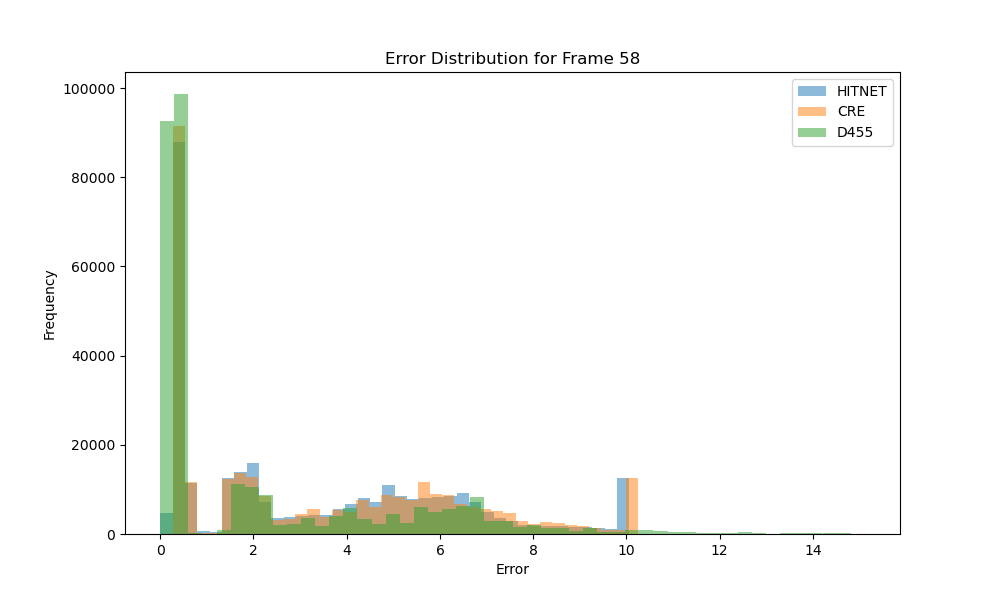 Error Distribution for Frame 58
HITNET
CRE
D455
100000
80000
60000
40000
20000
0
Frequency
0 2 4 6 8 10 12 14
Error